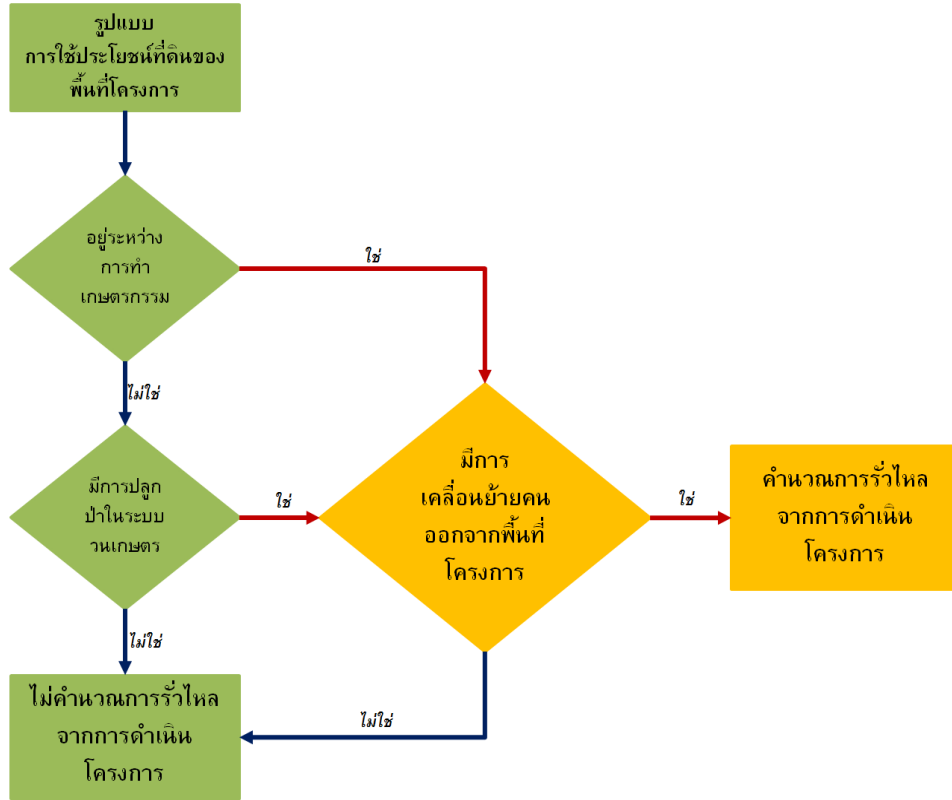 รูปแบบ
การใช้ประโยชน์ที่ดินของ
พื้นที่โครงการ
อยู่ระหว่าง
การทำ
เกษตรกรรม
ใช่
ไม่ใช่
มีการปลูก
ป่าในระบบ
วนเกษตร
ใช่
มีการ
เคลื่อนย้ายคน
ออกจากพื้นที่
โครงการ
ใช่
คำนวณการรั่วไหล
จากการดำเนิน
โครงการ
ไม่ใช่
ไม่คำนวณการรั่วไหล
จากการดำเนิน
โครงการ
ไม่ใช่